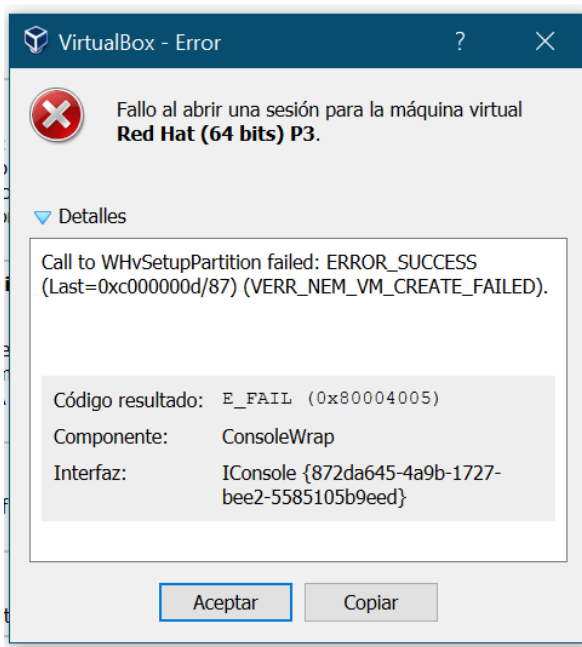 VirtualBox - Error
Fallo al abrir una sesión para la máquina virtual
Red Hat (64 bits) P3.
Detalles
Call to WHvSetupPartition failed: ERROR_SUCCESS
(Last=0xc000000d/87) (VERR_NEM_VM_CREATE_FAILED).
Código resultado: E_FAIL (0x80004005)
Componente: ConsoleWrap
Interfaz: IConsole {872da645-4a9b-1727-
bee2-5585105b9eed}
Aceptar Copiar